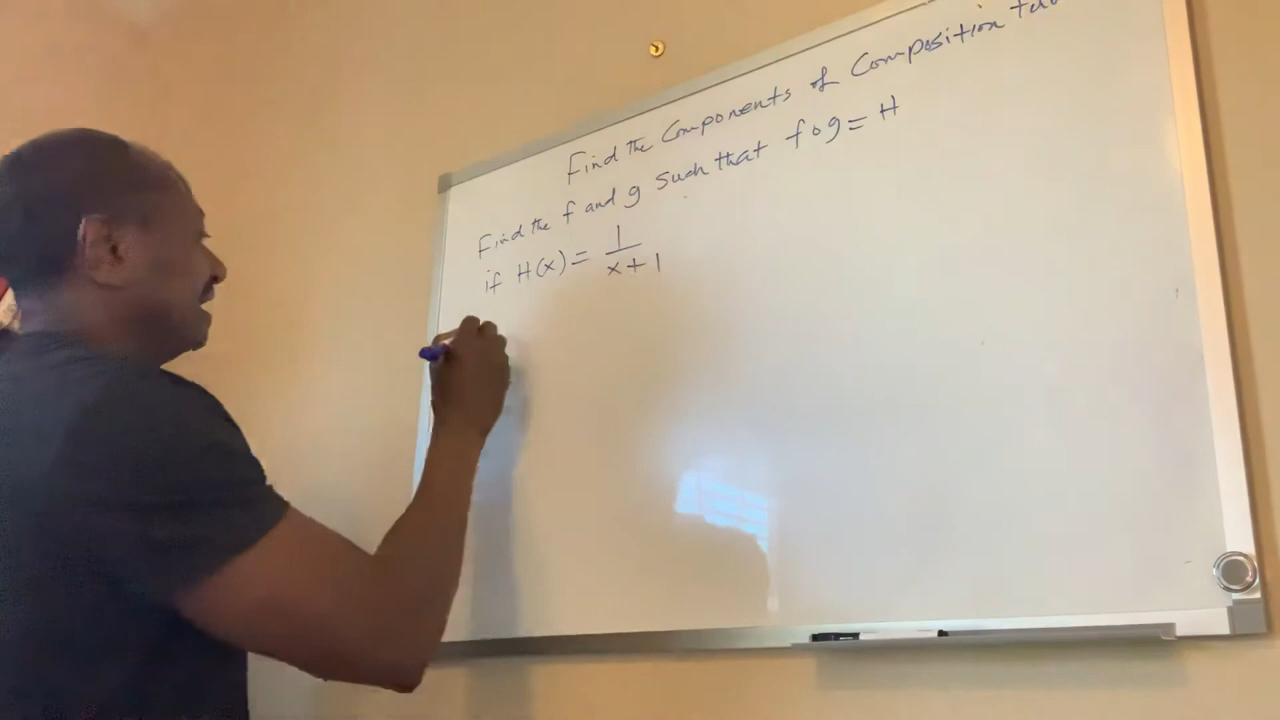 Find the Components of Composition
Find the f and g such that f o g = H
if H(x) = 1/(x+1)